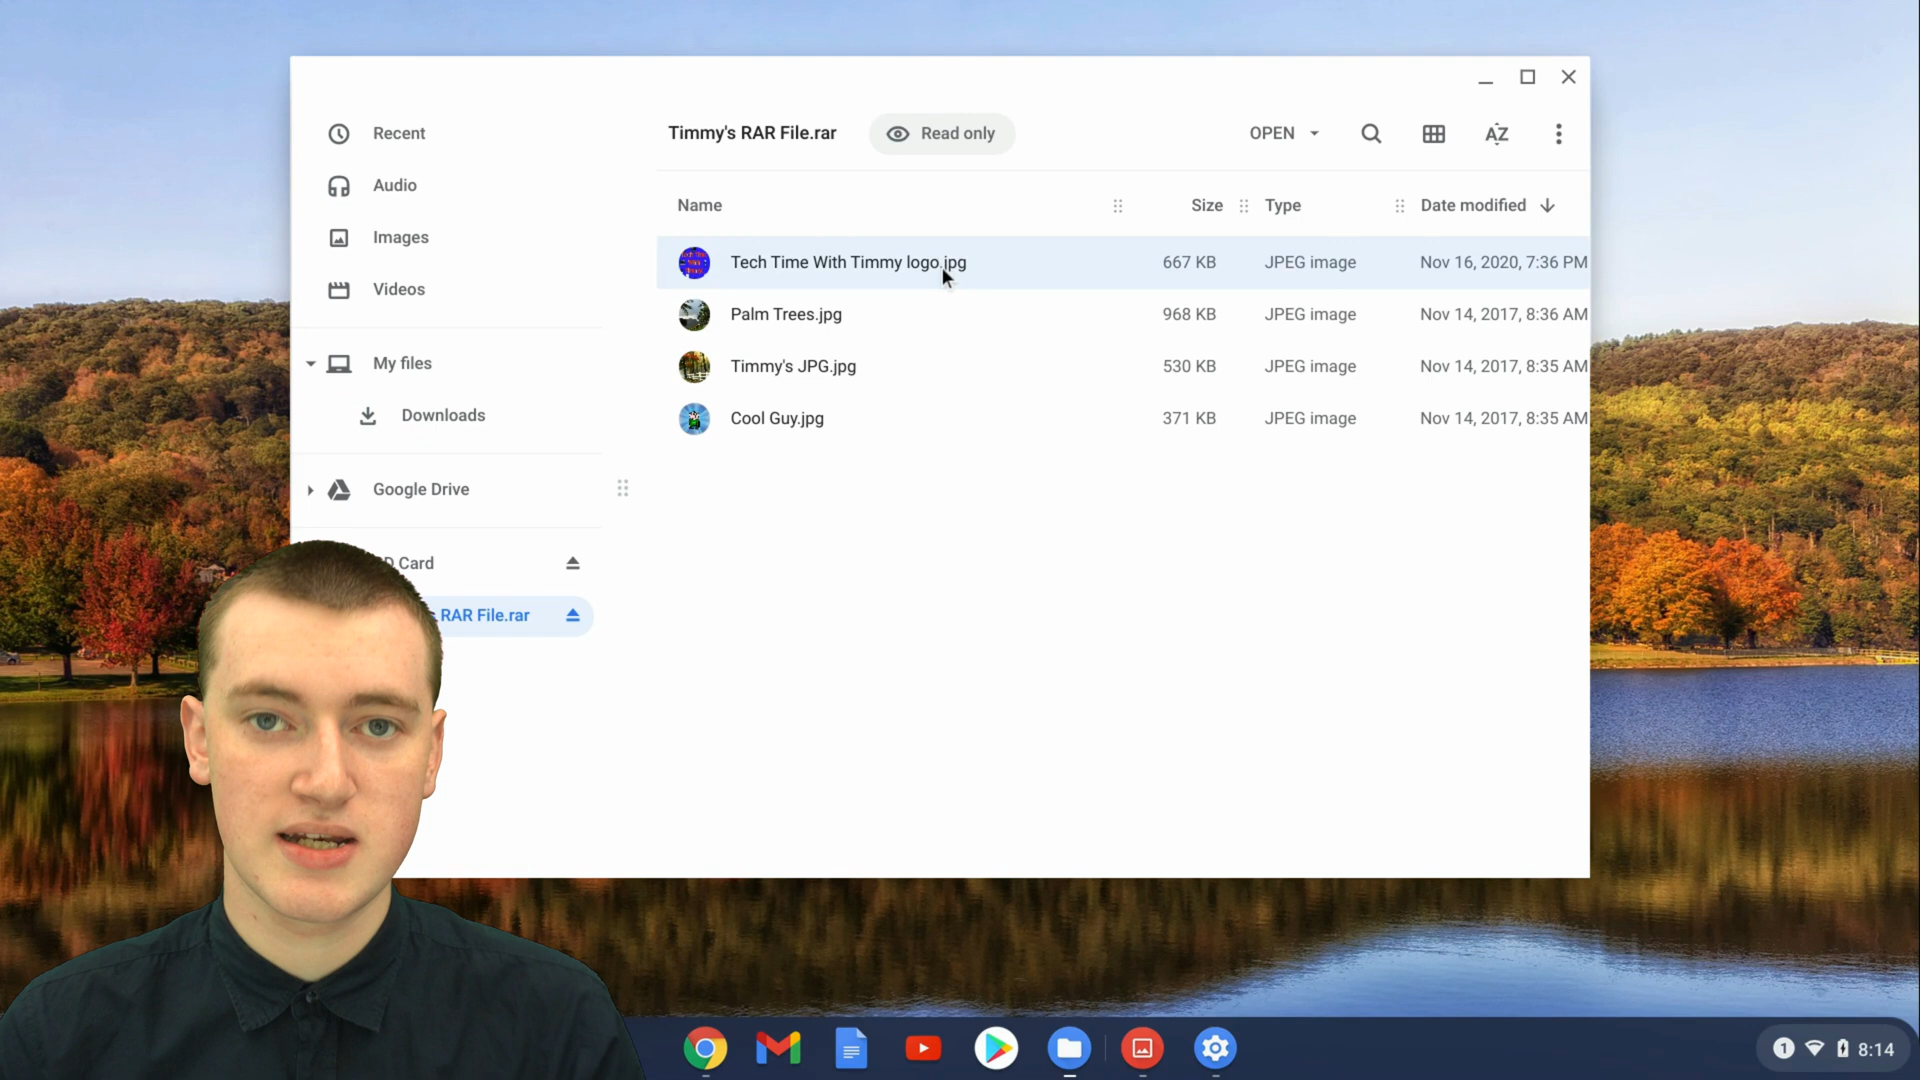 Recent
Audio
Images
Videos
My files
Downloads
Google Drive
D Card
s RAR File.rar
Timmy's RAR File.rar
Read only
OPEN
AZ
Name Size Type Date modified
Tech Time With Timmy logo.jpg 667 KB JPEG image Nov 16, 2020, 7:36 PM
Palm Trees.jpg 968 KB JPEG image Nov 14, 2017, 8:36 AM
Timmy's JPG.jpg 530 KB JPEG image Nov 14, 2017, 8:35 AM
Cool Guy.jpg 371 KB JPEG image Nov 14, 2017, 8:35 AM
1 8:14